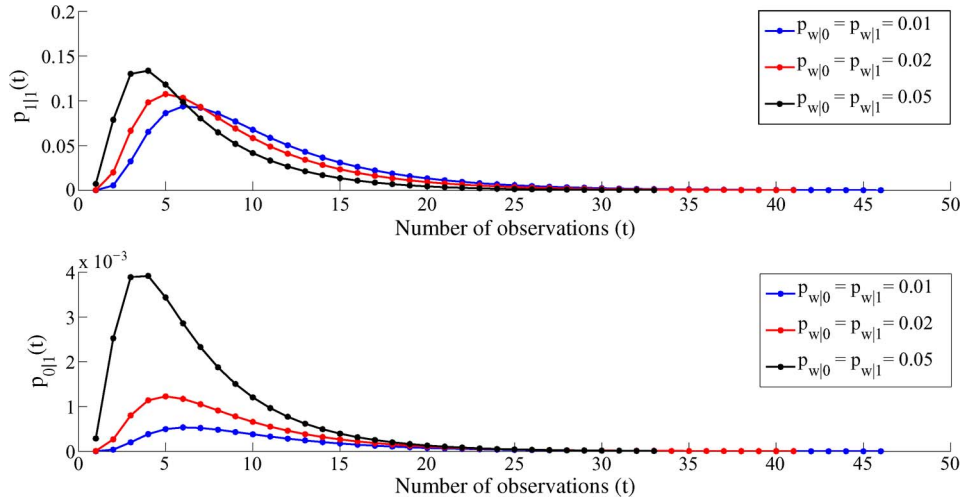 0.2
0.15
0.1
0.05
0
p1|1(t)
0 5 10 15 20 25 30 35 40 45 50
Number of observations (t)
pw|0 = pw|1 = 0.01
pw|0 = pw|1 = 0.02
pw|0 = pw|1 = 0.05
x 10⁻³
4
3
2
1
0
p0|1(t)
0 5 10 15 20 25 30 35 40 45 50
Number of observations (t)
pw|0 = pw|1 = 0.01
pw|0 = pw|1 = 0.02
pw|0 = pw|1 = 0.05